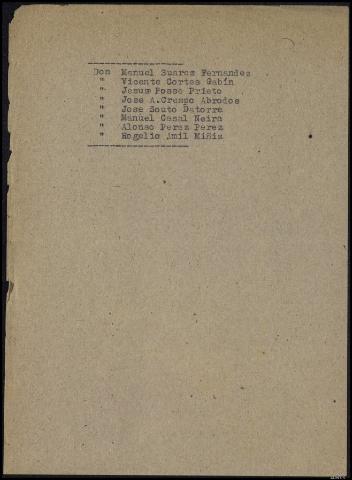 --------------------
Don Manuel Suares Fernandez
" Vicente Cortes Gabin
" Jesus Posse Prieto
" Jose A.Crespo Abrodos
" Jose Souto Datorre
" Manuel Casal Neira
" Alonso Perez Perez
" Rogelio Amil Miñiz
--------------------